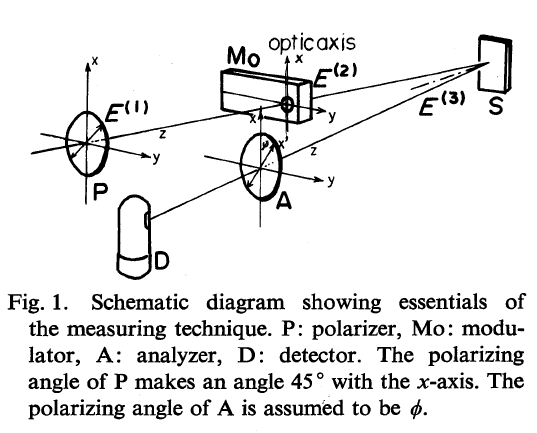 opticaxis
Mo
x
E(2)
x
E(1)
z
y
E(3)
S
x
x'
y
P
z
y
A
D
Fig. 1. Schematic diagram showing essentials of
the measuring technique. P: polarizer, Mo: modu-
lator, A: analyzer, D: detector. The polarizing
angle of P makes an angle 45° with the x-axis. The
polarizing angle of A is assumed to be ϕ.